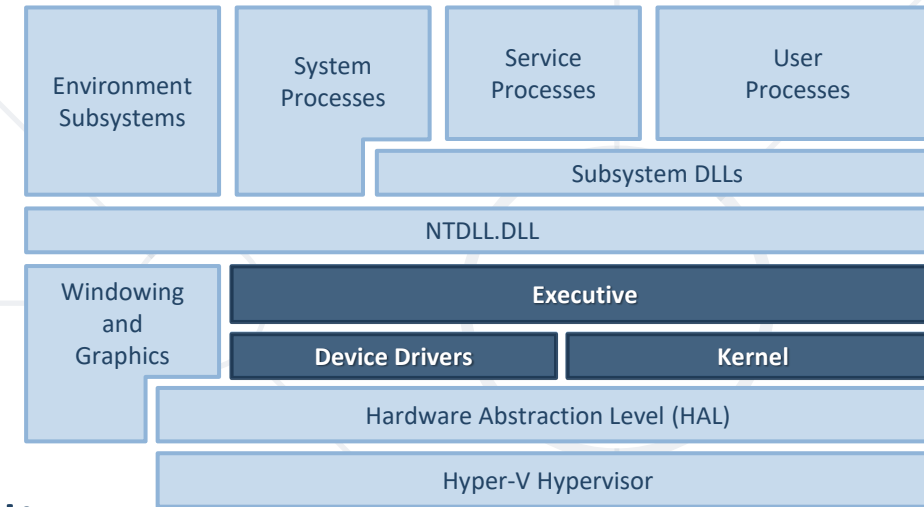 Environment
Subsystems
System
Processes
Service
Processes
User
Processes
Subsystem DLLs
NTDLL.DLL
Windowing
and
Graphics
Executive
Device Drivers
Kernel
Hardware Abstraction Level (HAL)
Hyper-V Hypervisor